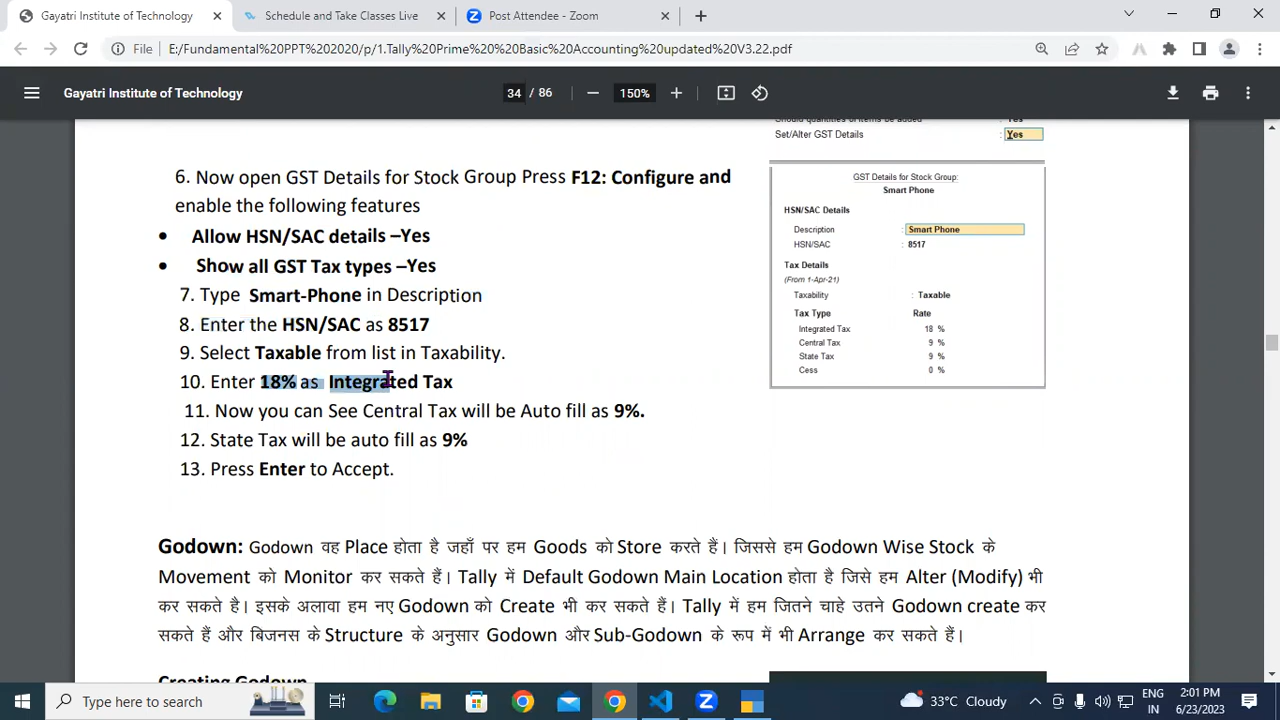 Gayatri Institute of Technology
Schedule and Take Classes Live
Post Attendee - Zoom
File
E:/Fundamental%20PPT%202020/p/1.Tally%20Prime%20%20Basic%20Accounting%20updated%20V3.22.pdf
Gayatri Institute of Technology
34 / 86
150%
Should quantities of items be added : Yes
Set/Alter GST Details : Yes
6. Now open GST Details for Stock Group Press F12: Configure and
enable the following features
• Allow HSN/SAC details –Yes
• Show all GST Tax types –Yes
7. Type Smart-Phone in Description
8. Enter the HSN/SAC as 8517
9. Select Taxable from list in Taxability.
10. Enter 18% as Integrated Tax
11. Now you can See Central Tax will be Auto fill as 9%.
12. State Tax will be auto fill as 9%
13. Press Enter to Accept.
GST Details for Stock Group:
Smart Phone
HSN/SAC Details
Description : Smart Phone
HSN/SAC : 8517
Tax Details
(From 1-Apr-21)
Taxability : Taxable
Tax Type Rate
Integrated Tax 18 %
Central Tax 9 %
State Tax 9 %
Cess 0 %
Godown: Godown वह Place होता है जहाँ पर हम Goods को Store करते हैं। जिससे हम Godown Wise Stock के
Movement को Monitor कर सकते हैं। Tally में Default Godown Main Location होता है जिसे हम Alter (Modify) भी
कर सकते है। इसके अलावा हम नए Godown को Create भी कर सकते हैं। Tally में हम जितने चाहे उतने Godown create कर
सकते हैं और बिजनस के Structure के अनुसार Godown और Sub-Godown के रूप में भी Arrange कर सकते हैं।
Creating Godown
Type here to search
33°C Cloudy
ENG
IN
2:01 PM
6/23/2023